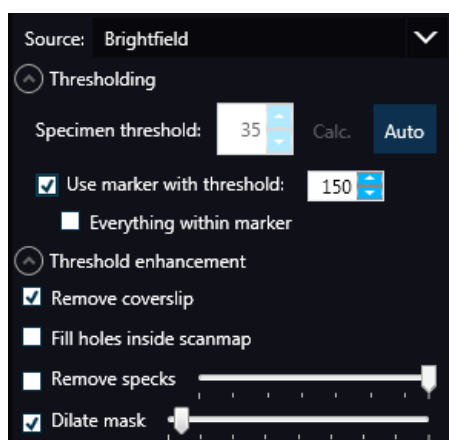 Source: Brightfield
Thresholding
Specimen threshold: 35 Calc. Auto
Use marker with threshold: 150
Everything within marker
Threshold enhancement
Remove coverslip
Fill holes inside scanmap
Remove specks
Dilate mask